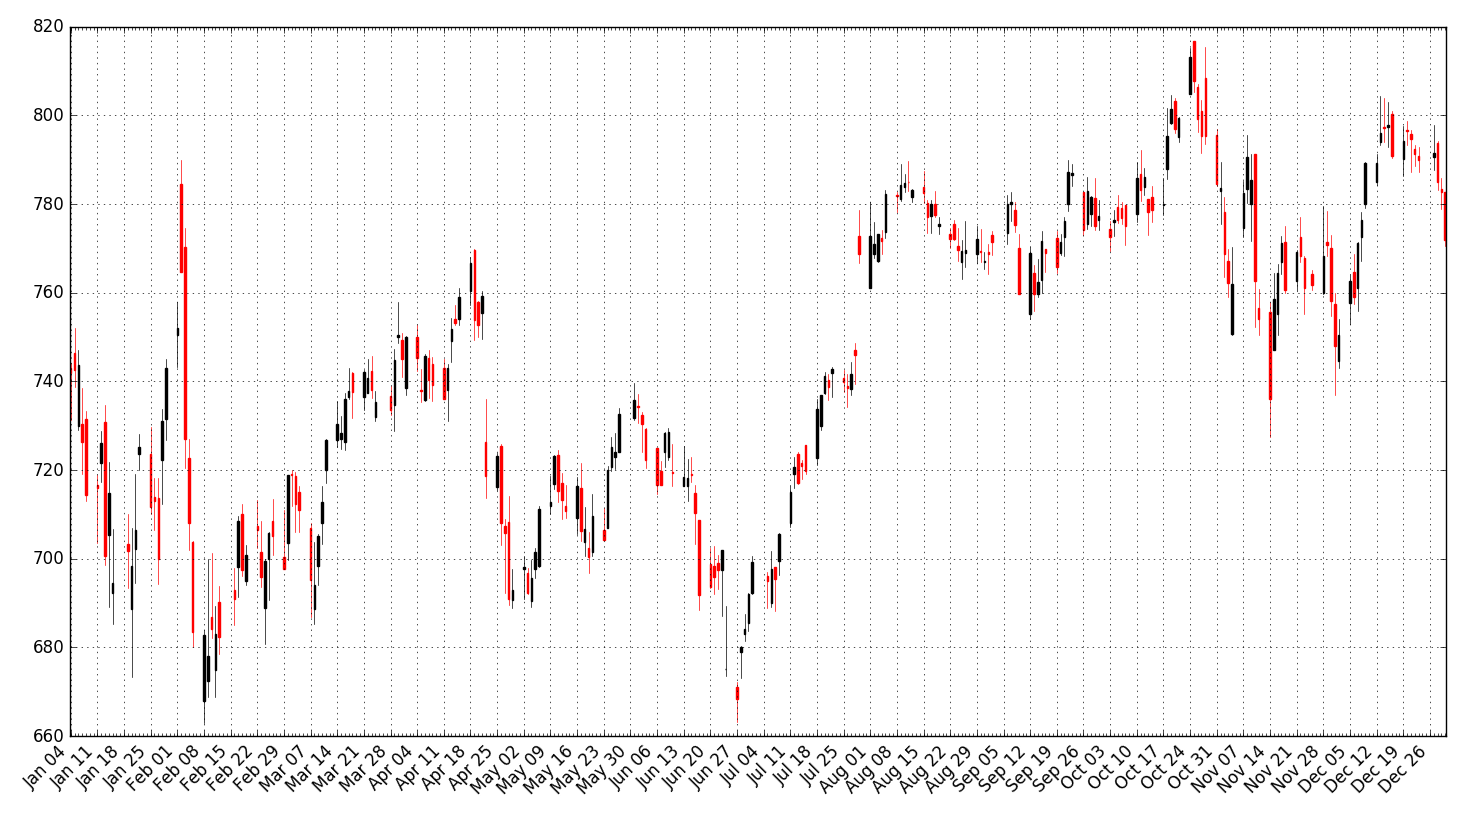 820
800
780
760
740
720
700
680
660
Jan 04
Jan 11
Jan 18
Jan 25
Feb 01
Feb 08
Feb 15
Feb 22
Feb 29
Mar 07
Mar 14
Mar 21
Mar 28
Apr 04
Apr 11
Apr 18
Apr 25
May 02
May 09
May 16
May 23
May 30
Jun 06
Jun 13
Jun 20
Jun 27
Jul 04
Jul 11
Jul 18
Jul 25
Aug 01
Aug 08
Aug 15
Aug 22
Aug 29
Sep 05
Sep 12
Sep 19
Sep 26
Oct 03
Oct 10
Oct 17
Oct 24
Oct 31
Nov 07
Nov 14
Nov 21
Nov 28
Dec 05
Dec 12
Dec 19
Dec 26